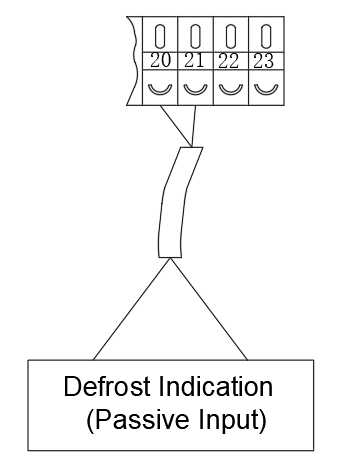 20 21 22 23
Defrost Indication
(Passive Input)